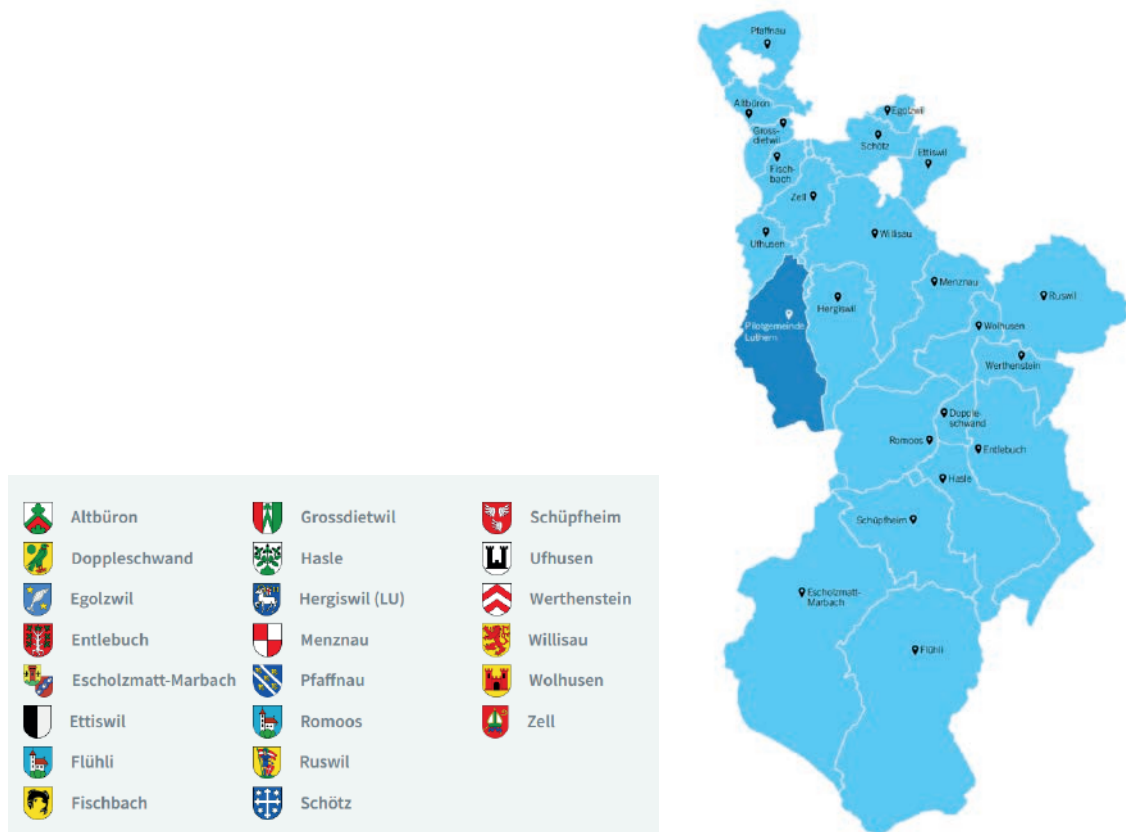 Altbüron
Doppleschwand
Egolzwil
Entlebuch
Escholzmatt-Marbach
Ettiswil
Flühli
Fischbach
Grossdietwil
Hasle
Hergiswil (LU)
Menznau
Pfaffnau
Romoos
Ruswil
Schötz
Schüpfheim
Ufhusen
Werthenstein
Willisau
Wolhusen
Zell
Pfaffnau
Altbüron
Gross-
dietwil
Egolzwil
Schötz
Ettiswil
Fisch-
bach
Zell
Ufhusen
Willisau
Menznau
Ruswil
Hergiswil
Pilotgemeinde
Luthern
Wolhusen
Werthenstein
Dopple-
schwand
Romoos
Entlebuch
Hasle
Schüpfheim
Escholzmatt-
Marbach
Flühli